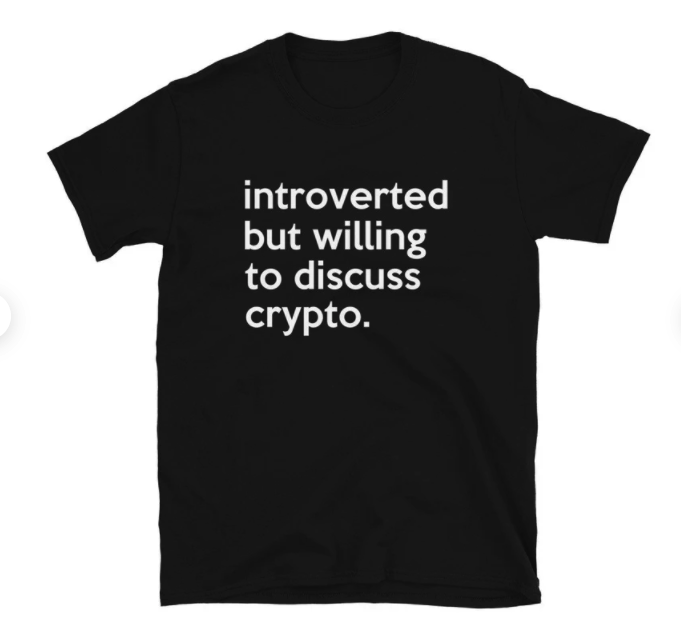 introverted
but willing
to discuss
crypto.